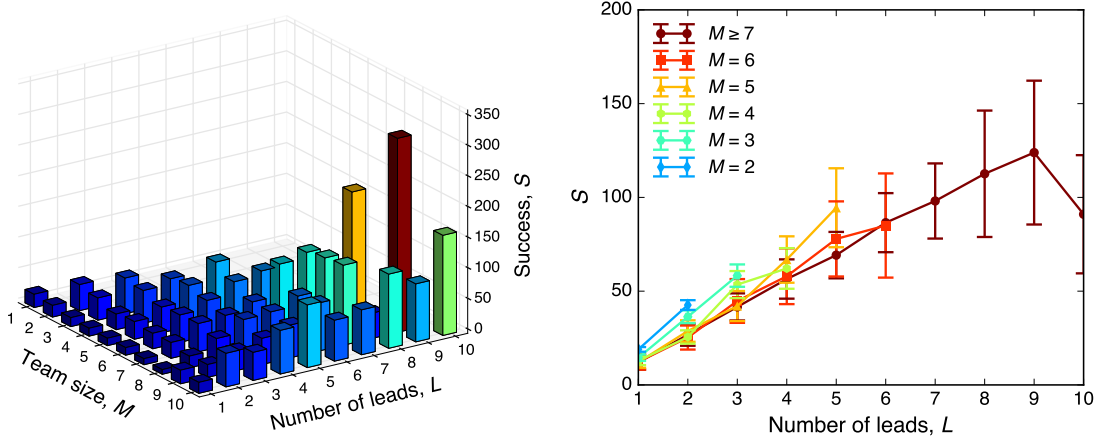 350
300
250
200
150
100
50
0
Success, S
1
2
3
4
5
6
7
8
9
10
Team size, M
1
2
3
4
5
6
7
8
9
10
Number of leads, L
200
150
100
50
0
S
M ≥ 7
M = 6
M = 5
M = 4
M = 3
M = 2
1 2 3 4 5 6 7 8 9 10
Number of leads, L